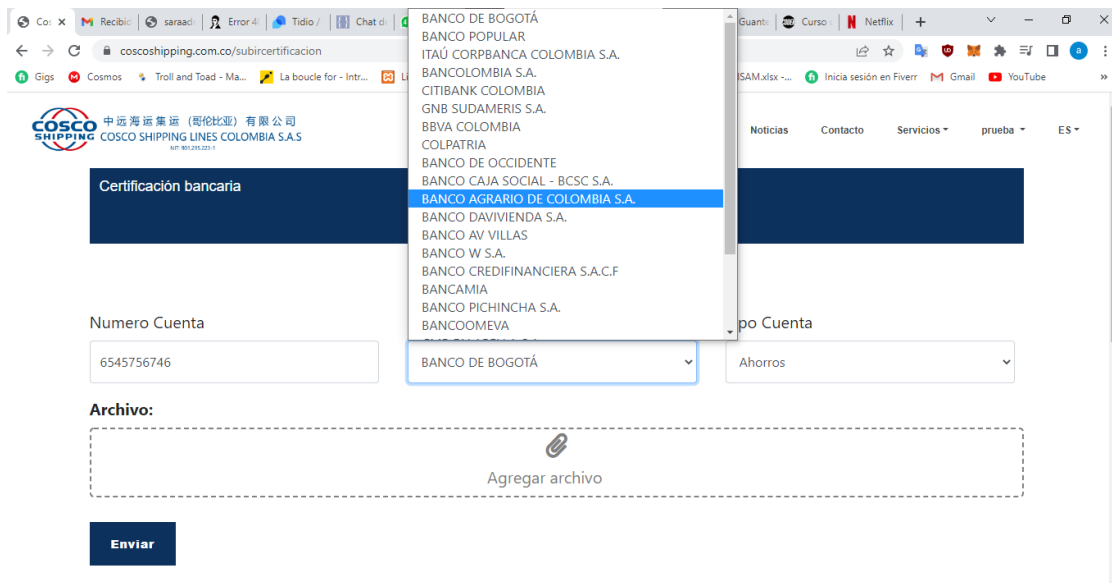 Co:
Recibid
saraade
Error 4
Tidio /
Chat d
Guante
Curso
Netflix
coscoshipping.com.co/subircertificacion
Gigs
Cosmos
Troll and Toad - Ma...
La boucle for - Intr...
Li
ISAM.xlsx -...
Inicia sesión en Fiverr
Gmail
YouTube
BANCO DE BOGOTÁ
BANCO POPULAR
ITAÚ CORPBANCA COLOMBIA S.A.
BANCOLOMBIA S.A.
CITIBANK COLOMBIA
GNB SUDAMERIS S.A.
BBVA COLOMBIA
COLPATRIA
BANCO DE OCCIDENTE
BANCO CAJA SOCIAL - BCSC S.A.
BANCO AGRARIO DE COLOMBIA S.A.
BANCO DAVIVIENDA S.A.
BANCO AV VILLAS
BANCO W S.A.
BANCO CREDIFINANCIERA S.A.C.F
BANCAMIA
BANCO PICHINCHA S.A.
BANCOOMEVA
COSCO SHIPPING
中远海运集运（哥伦比亚）有限公司
COSCO SHIPPING LINES COLOMBIA S.A.S
Noticias
Contacto
Servicios
prueba
ES
Certificación bancaria
Numero Cuenta
po Cuenta
6545756746
BANCO DE BOGOTÁ
Ahorros
Archivo:
Agregar archivo
Enviar